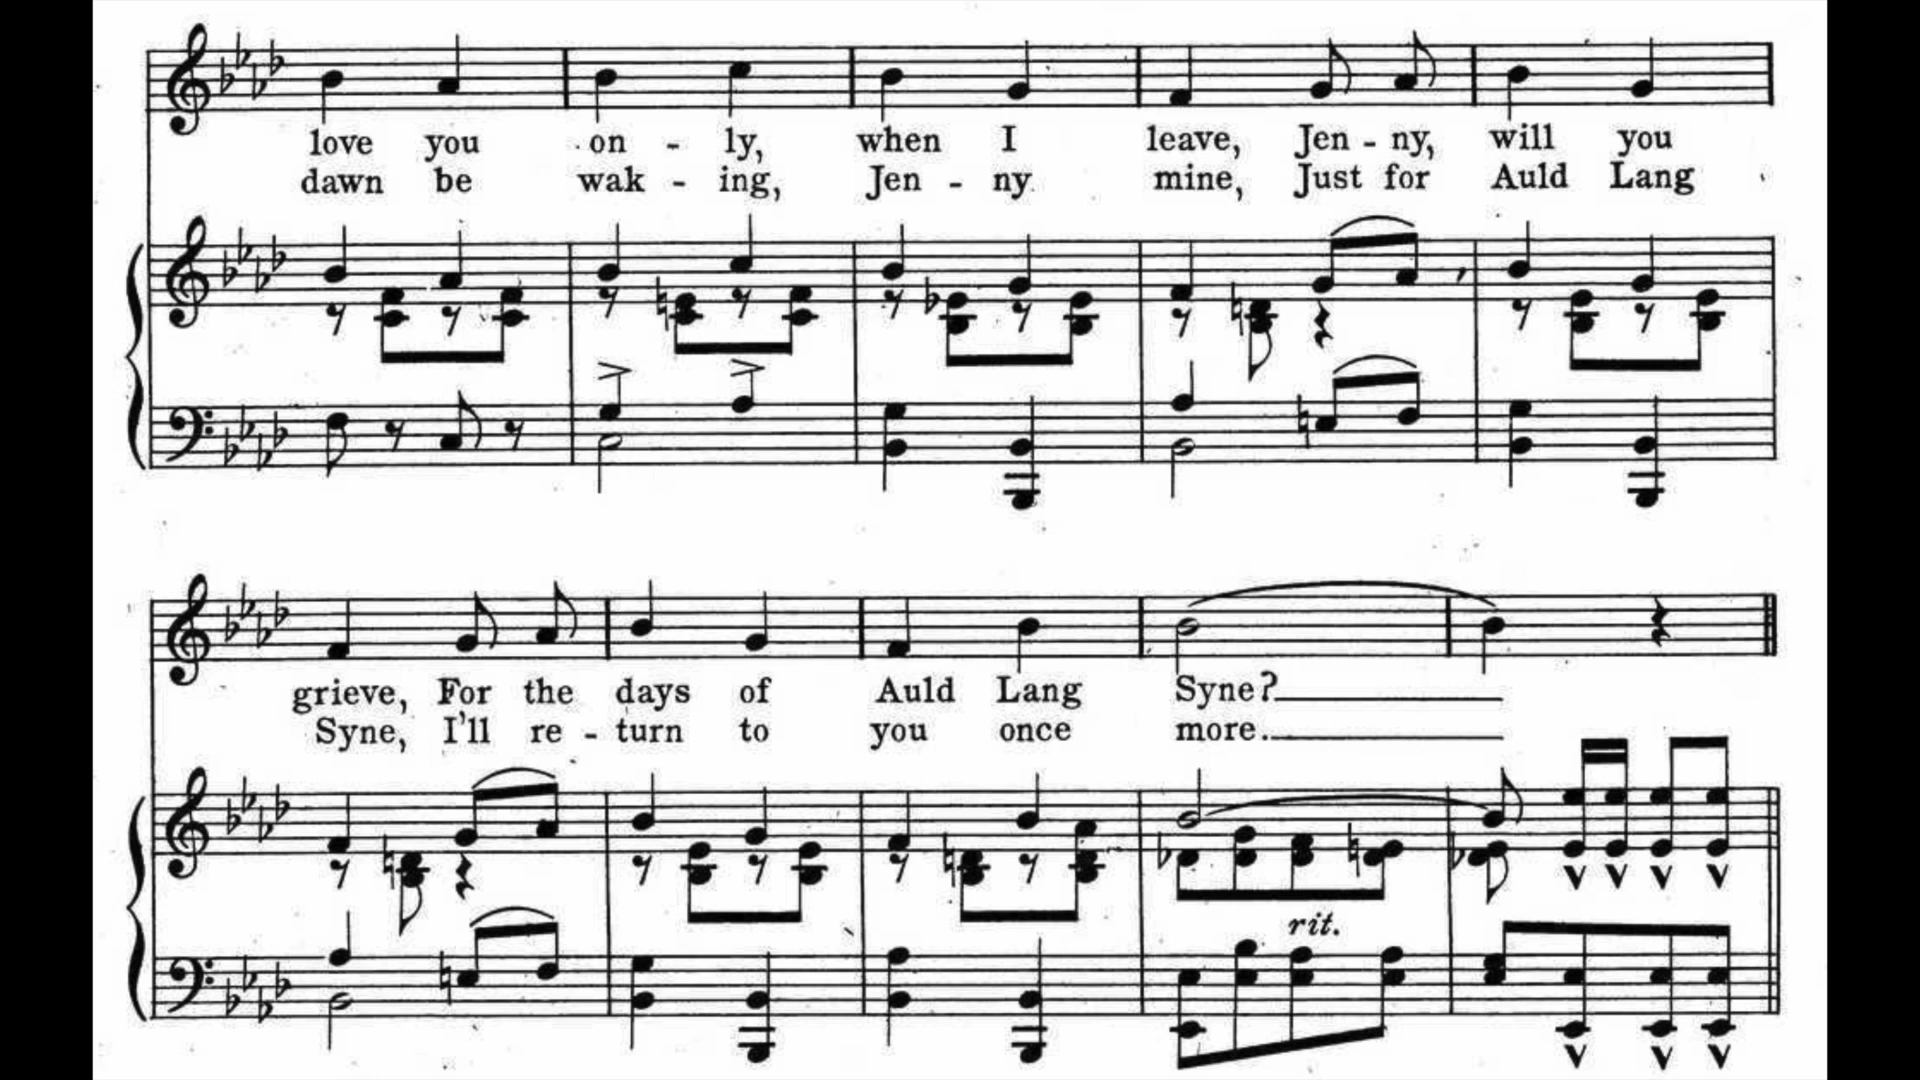 love you on - ly, when I leave, Jen - ny, will you
dawn be wak - ing, Jen - ny mine, Just for Auld Lang
grieve, For the days of Auld Lang Syne?
Syne, I'll re - turn to you once more.
rit.